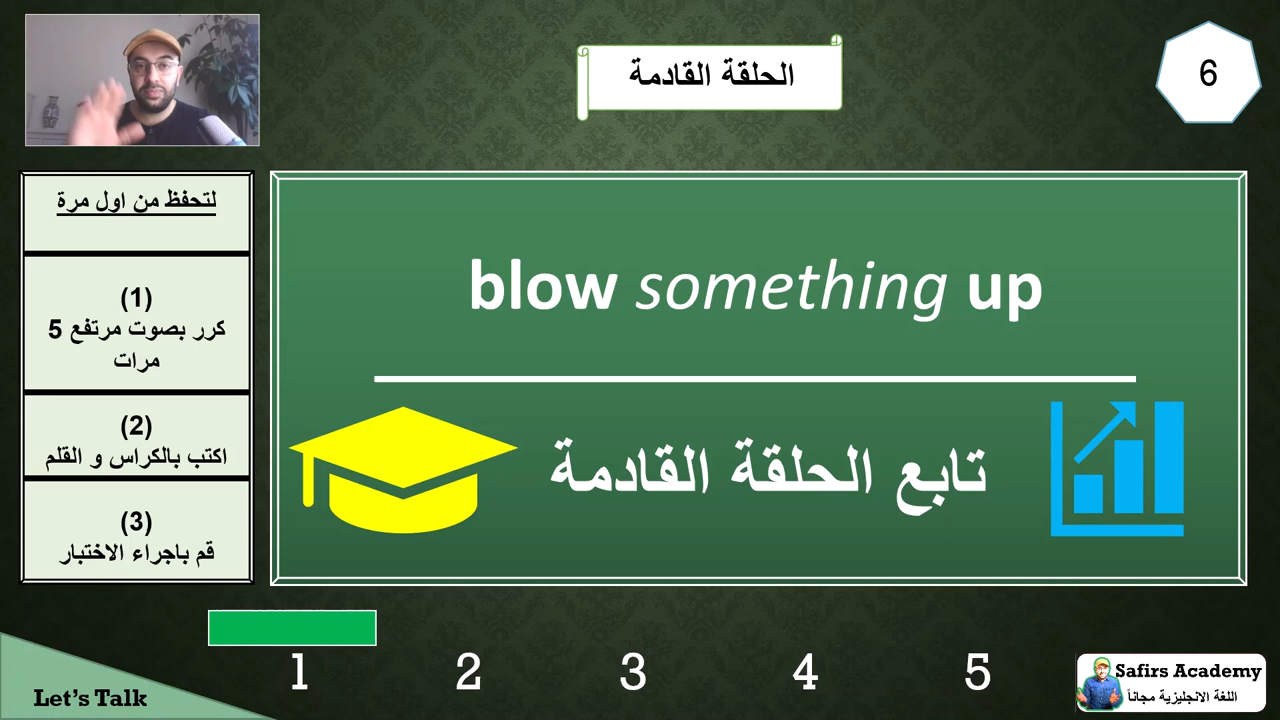 الحلقة القادمة
6
لتحفظ من اول مرة
(1)
كرر بصوت مرتفع 5
مرات
(2)
اكتب بالكراس و القلم
(3)
قم باجراء الاختبار
blow something up
تابع الحلقة القادمة
1 2 3 4 5
Let's Talk
Safirs Academy
اللغة الانجليزية مجاناً